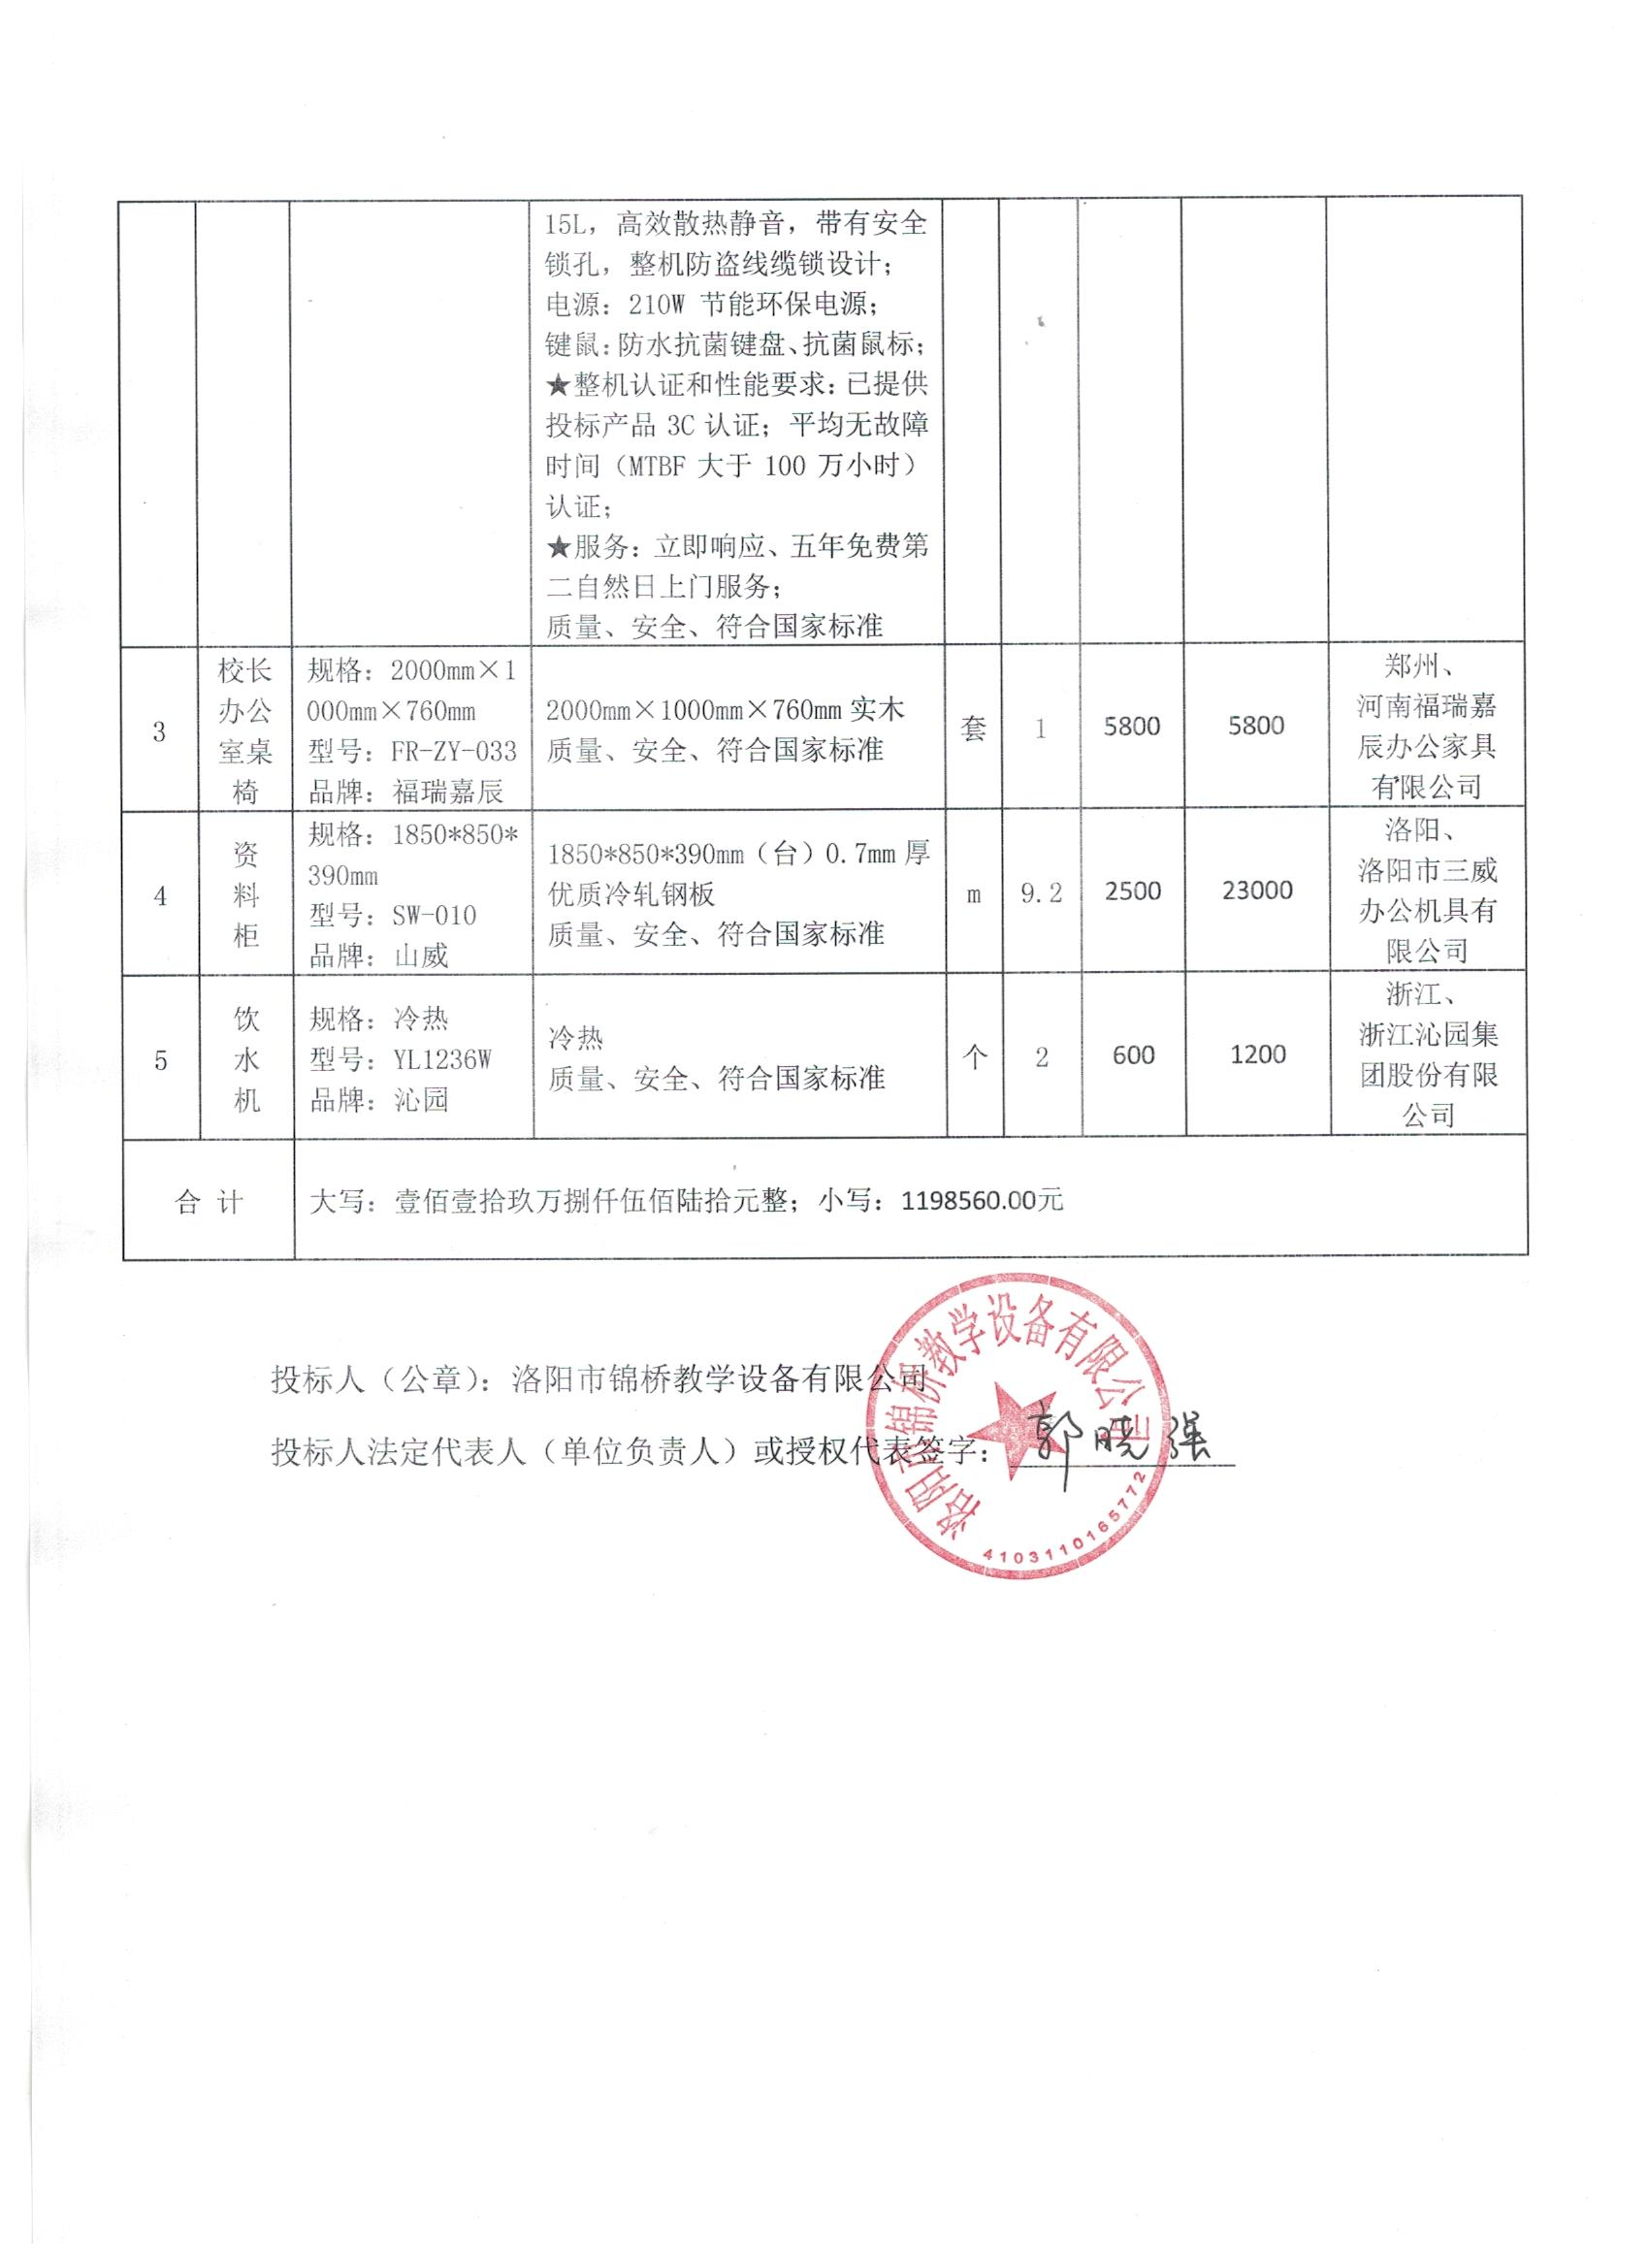 15L，高效散热静音，带有安全
锁孔，整机防盗线缆锁设计；
电源：210W 节能环保电源；
键鼠：防水抗菌键盘、抗菌鼠标；
★整机认证和性能要求：已提供
投标产品 3C 认证；平均无故障
时间（MTBF 大于 100 万小时）
认证；
★服务：立即响应、五年免费第
二自然日上门服务；
质量、安全、符合国家标准
3
校长
办公
室桌
椅
规格：2000mm×1
000mm×760mm
型号：FR-ZY-033
品牌：福瑞嘉辰
2000mm×1000mm×760mm 实木
质量、安全、符合国家标准
套
1
5800
5800
郑州、
河南福瑞嘉
辰办公家具
有限公司
4
资
料
柜
规格：1850*850*
390mm
型号：SW-010
品牌：山威
1850*850*390mm（台）0.7mm 厚
优质冷轧钢板
质量、安全、符合国家标准
m
9.2
2500
23000
洛阳、
洛阳市三威
办公机具有
限公司
5
饮
水
机
规格：冷热
型号：YL1236W
品牌：沁园
冷热
质量、安全、符合国家标准
个
2
600
1200
浙江、
浙江沁园集
团股份有限
公司
合 计
大写：壹佰壹拾玖万捌仟伍佰陆拾元整；小写：1198560.00元
投标人（公章）：洛阳市锦桥教学设备有限公司
投标人法定代表人（单位负责人）或授权代表签字：郭晓强
洛阳市锦桥教学设备有限公司
4103110165772